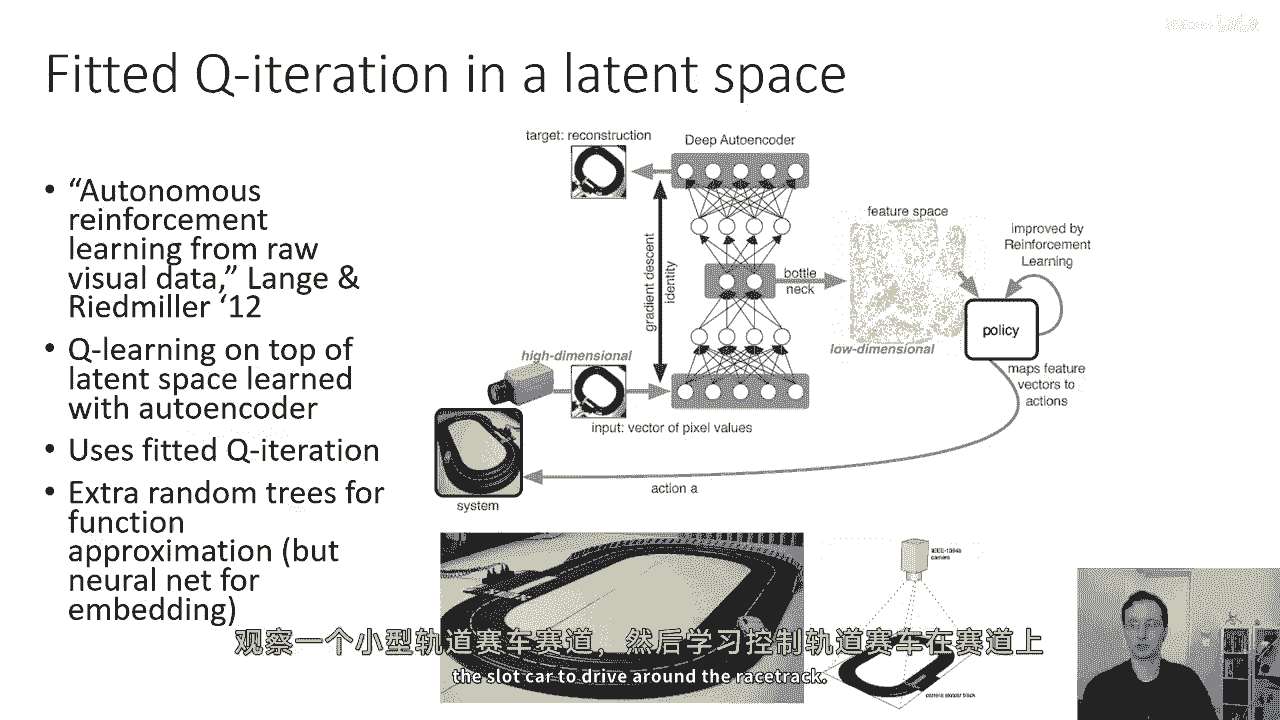 Fitted Q-iteration in a latent space
• “Autonomous
reinforcement
learning from raw
visual data,” Lange &
Riedmiller ‘12
• Q-learning on top of
latent space learned
with autoencoder
• Uses fitted Q-iteration
• Extra random trees for
function
approximation (but
neural net for
embedding)
target: reconstruction
Deep Autoencoder
gradient descent
identity
bottle
neck
feature space
low-dimensional
improved by
Reinforcement
Learning
policy
maps feature
vectors to
actions
high-dimensional
input: vector of pixel values
action a
system
camera
观察一个小型轨道赛车赛道，然后学习控制轨道赛车在赛道上
the slot car to drive around the racetrack.